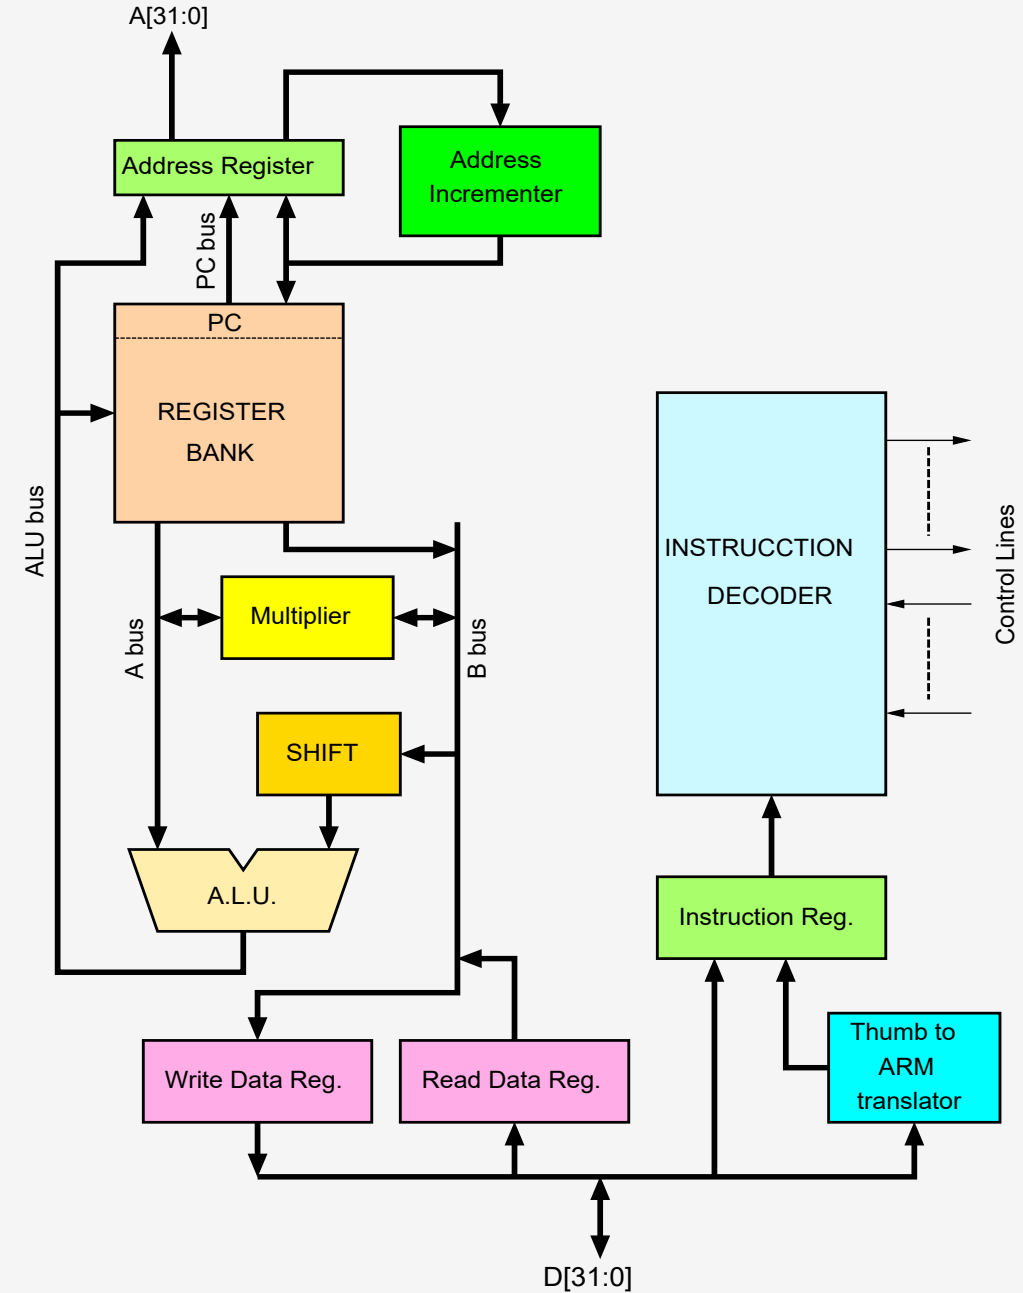 A[31:0]
Address Register
Address
Incrementer
PC bus
PC
REGISTER
BANK
ALU bus
A bus
Multiplier
B bus
SHIFT
A.L.U.
INSTRUCCTION
DECODER
Control Lines
Instruction Reg.
Thumb to
ARM
translator
Write Data Reg.
Read Data Reg.
D[31:0]